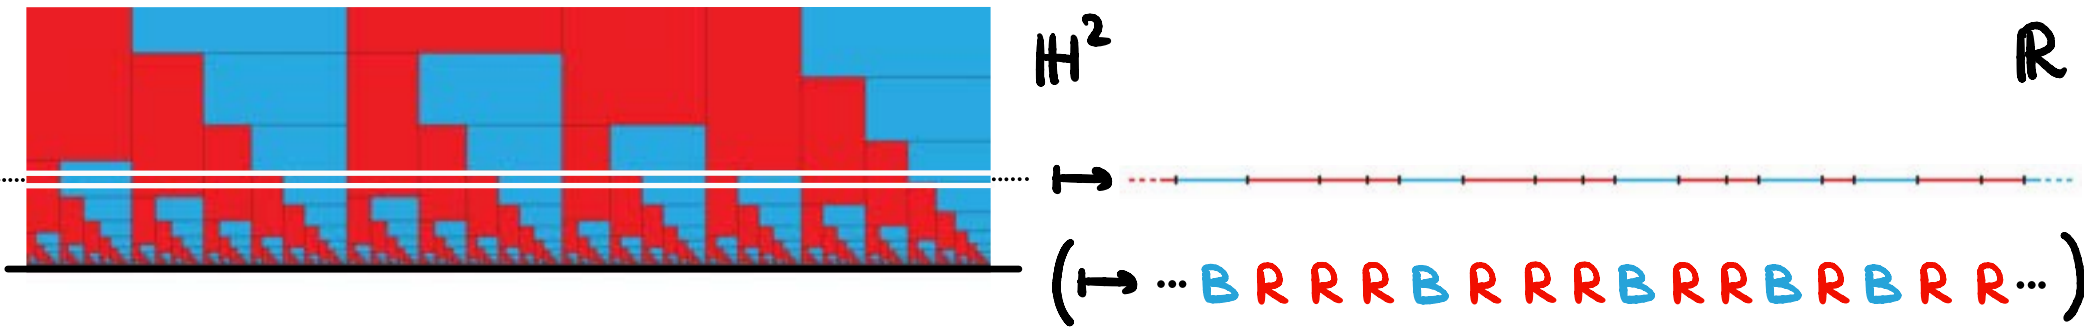 ℍ² ℝ
↦
(↦ ... B R R R B R R R B R R B R B R R ...)